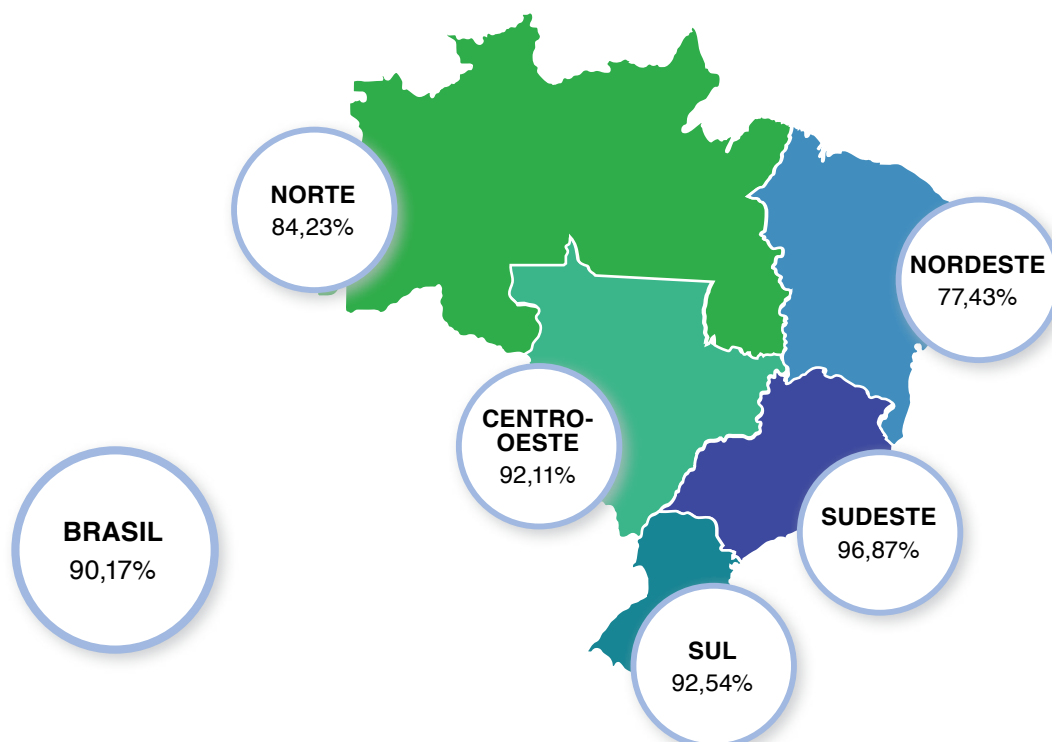 NORTE
84,23%
NORDESTE
77,43%
CENTRO-
OESTE
92,11%
BRASIL
90,17%
SUDESTE
96,87%
SUL
92,54%